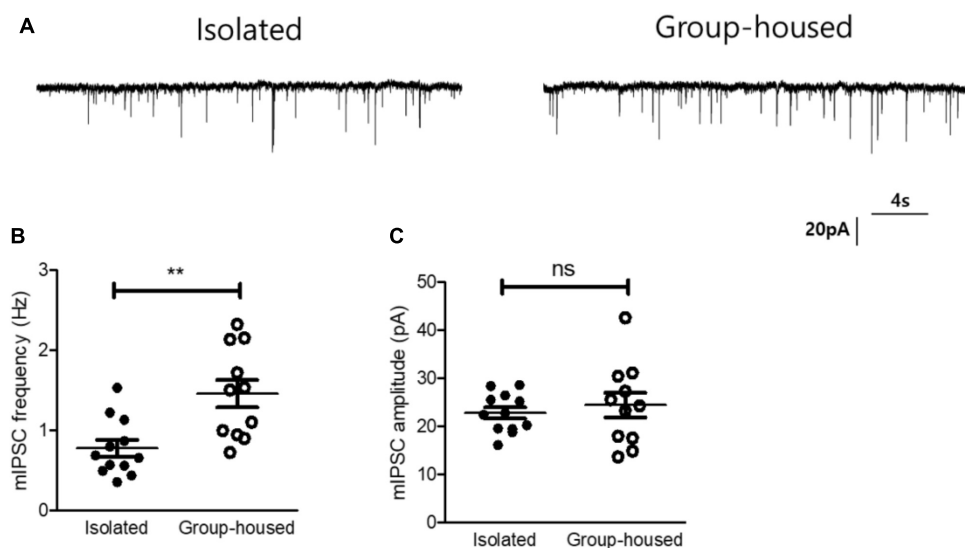 A
Isolated
Group-housed
4s
20pA
B
**
mIPSC frequency (Hz)
3
2
1
0
Isolated
Group-housed
C
ns
mIPSC amplitude (pA)
50
40
30
20
10
0
Isolated
Group-housed